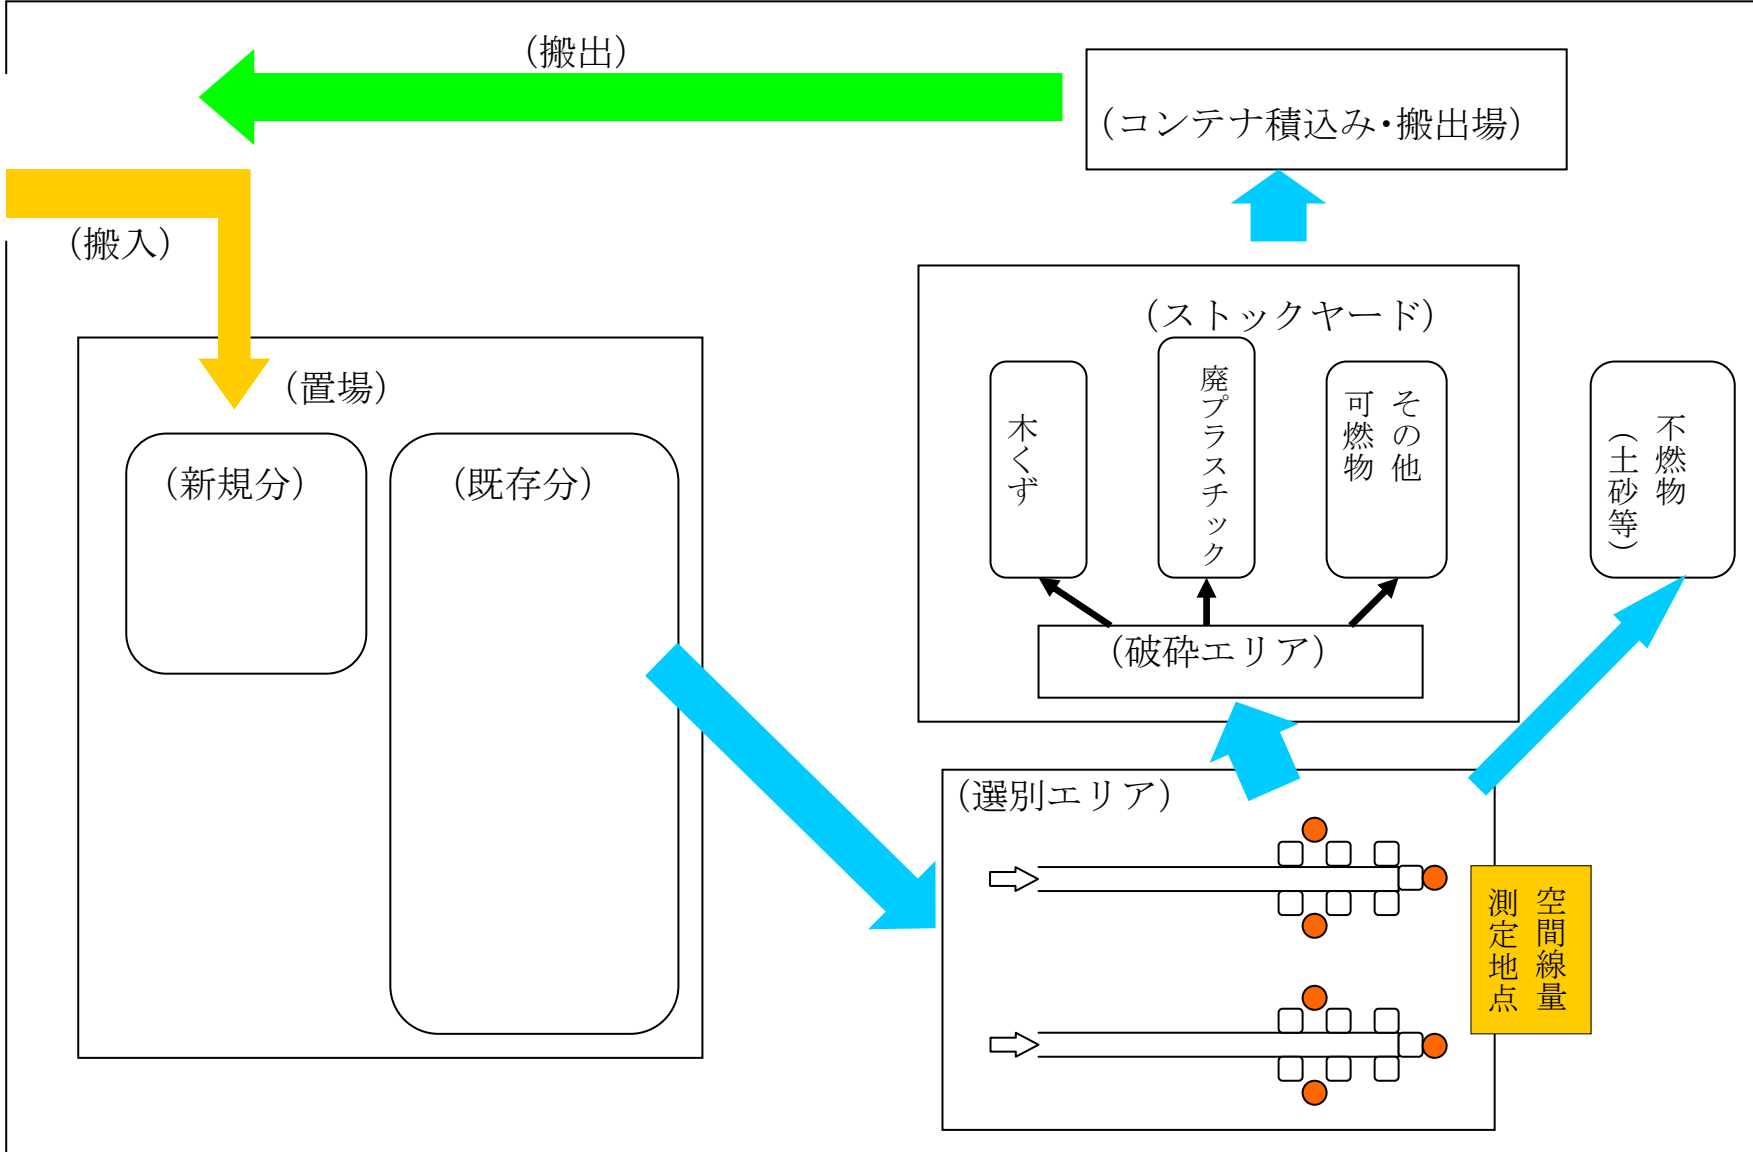 （搬出）
（コンテナ積込み・搬出場）
（搬入）
（ストックヤード）
（置場）
（新規分）
（既存分）
木くず
廃プラスチック
その他
可燃物
不燃物
（土砂等）
（破砕エリア）
（選別エリア）
空間線量
測定地点